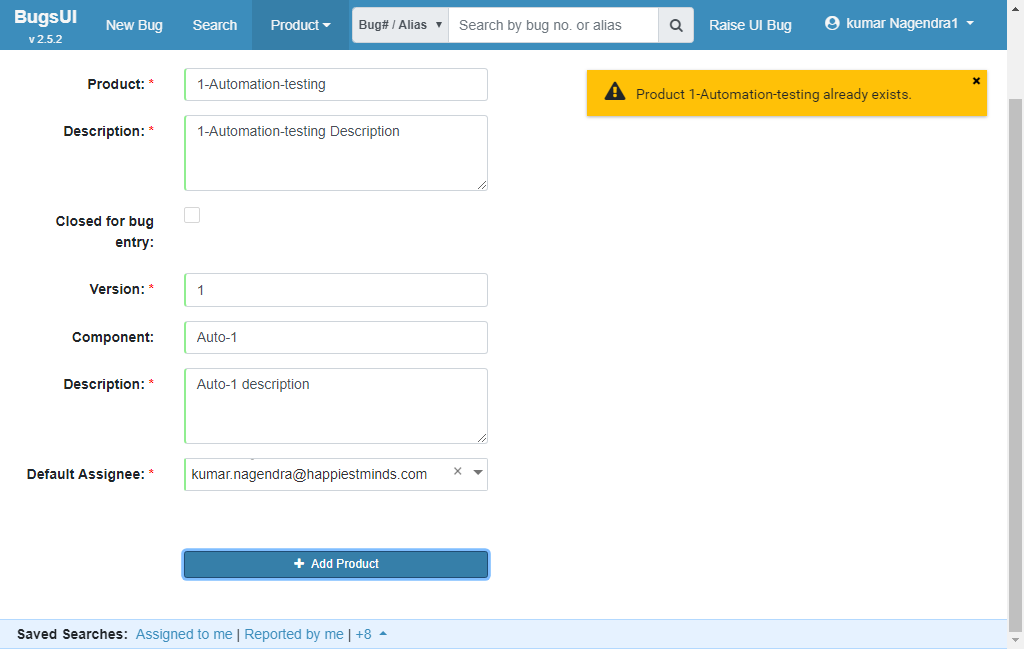 BugsUI
v 2.5.2
New Bug
Search
Product
Bug# / Alias
Search by bug no. or alias
Raise UI Bug
kumar Nagendra1
Product: *
1-Automation-testing
Product 1-Automation-testing already exists.
Description: *
1-Automation-testing Description
Closed for bug
entry:
Version: *
1
Component:
Auto-1
Description: *
Auto-1 description
Default Assignee: *
kumar.nagendra@happiestminds.com
Add Product
Saved Searches: Assigned to me | Reported by me | +8